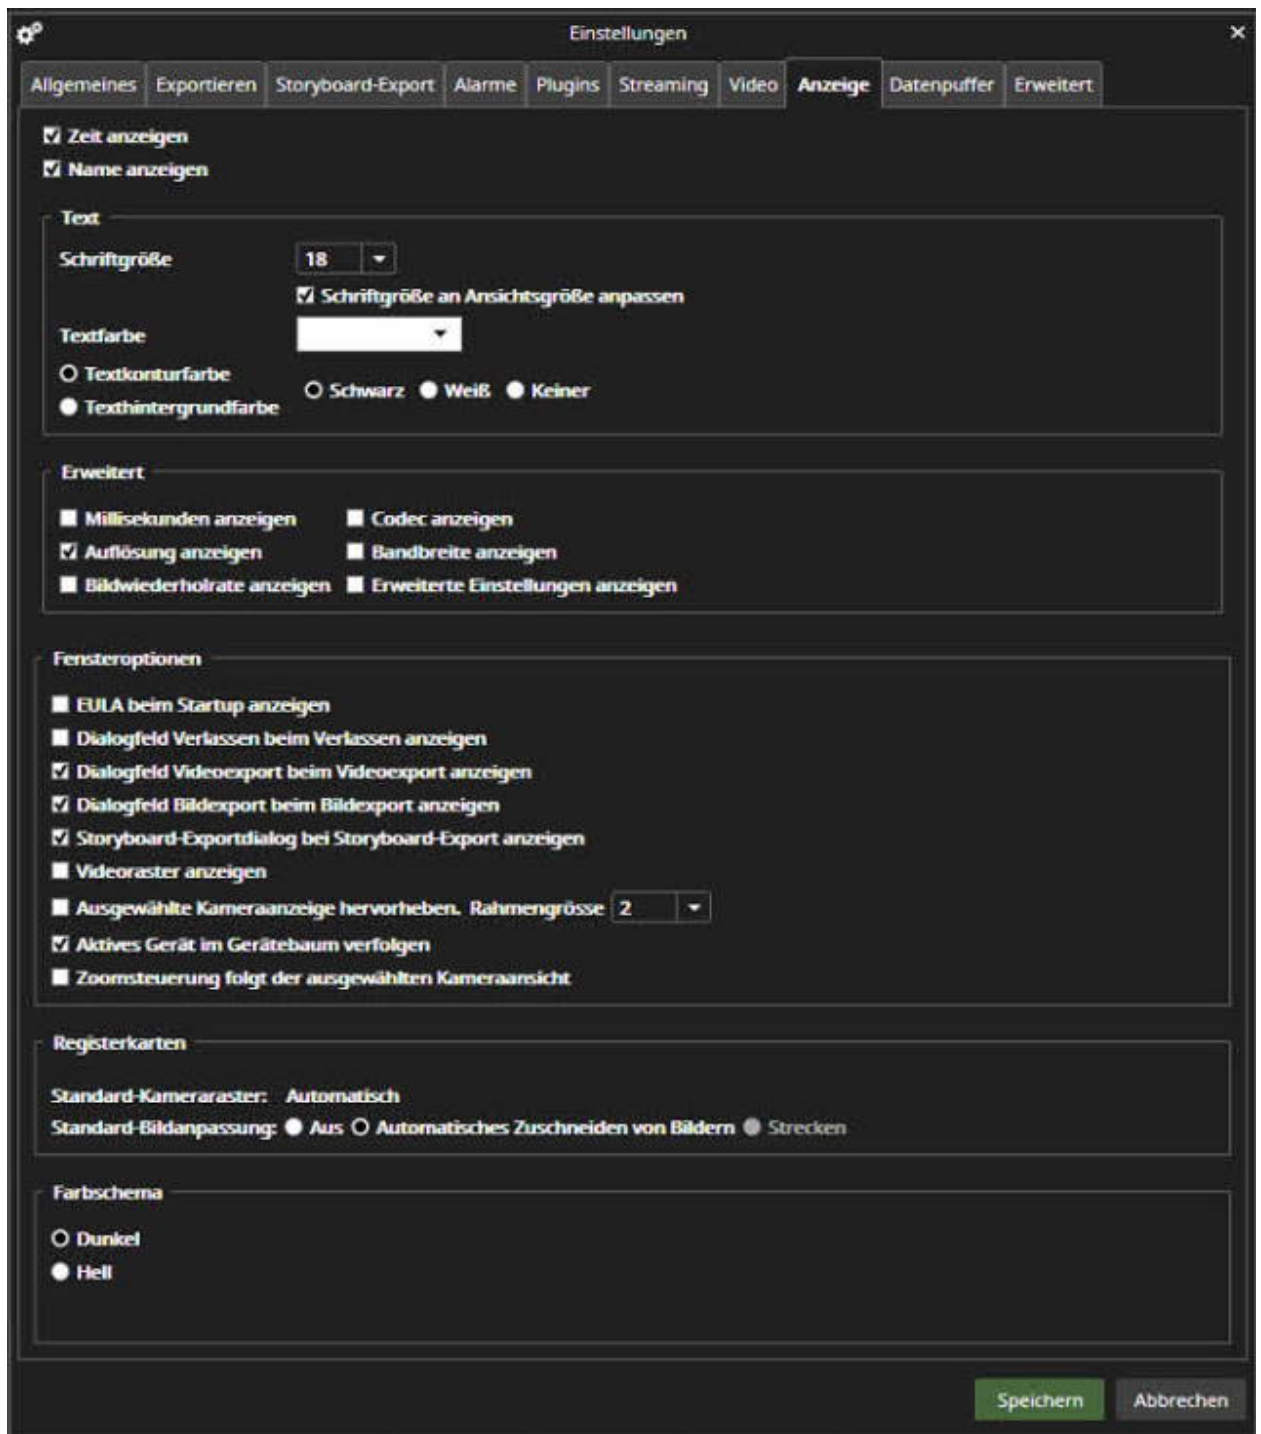 Einstellungen
Allgemeines Exportieren Storyboard-Export Alarme Plugins Streaming Video Anzeige Datenpuffer Erweitert
Zeit anzeigen
Name anzeigen
Text
Schriftgröße 18
Schriftgröße an Ansichtsgröße anpassen
Textfarbe
Textkonturfarbe
Schwarz Weiß Keiner
Texthintergrundfarbe
Erweitert
Millisekunden anzeigen Codec anzeigen
Auflösung anzeigen Bandbreite anzeigen
Bildwiederholrate anzeigen Erweiterte Einstellungen anzeigen
Fensteroptionen
EULA beim Startup anzeigen
Dialogfeld Verlassen beim Verlassen anzeigen
Dialogfeld Videoexport beim Videoexport anzeigen
Dialogfeld Bildexport beim Bildexport anzeigen
Storyboard-Exportdialog bei Storyboard-Export anzeigen
Videoraster anzeigen
Ausgewählte Kameraanzeige hervorheben. Rahmengrösse 2
Aktives Gerät im Gerätebaum verfolgen
Zoomsteuerung folgt der ausgewählten Kameraansicht
Registerkarten
Standard-Kameraraster: Automatisch
Standard-Bildanpassung: Aus Automatisches Zuschneiden von Bildern Strecken
Farbschema
Dunkel
Hell
Speichern Abbrechen